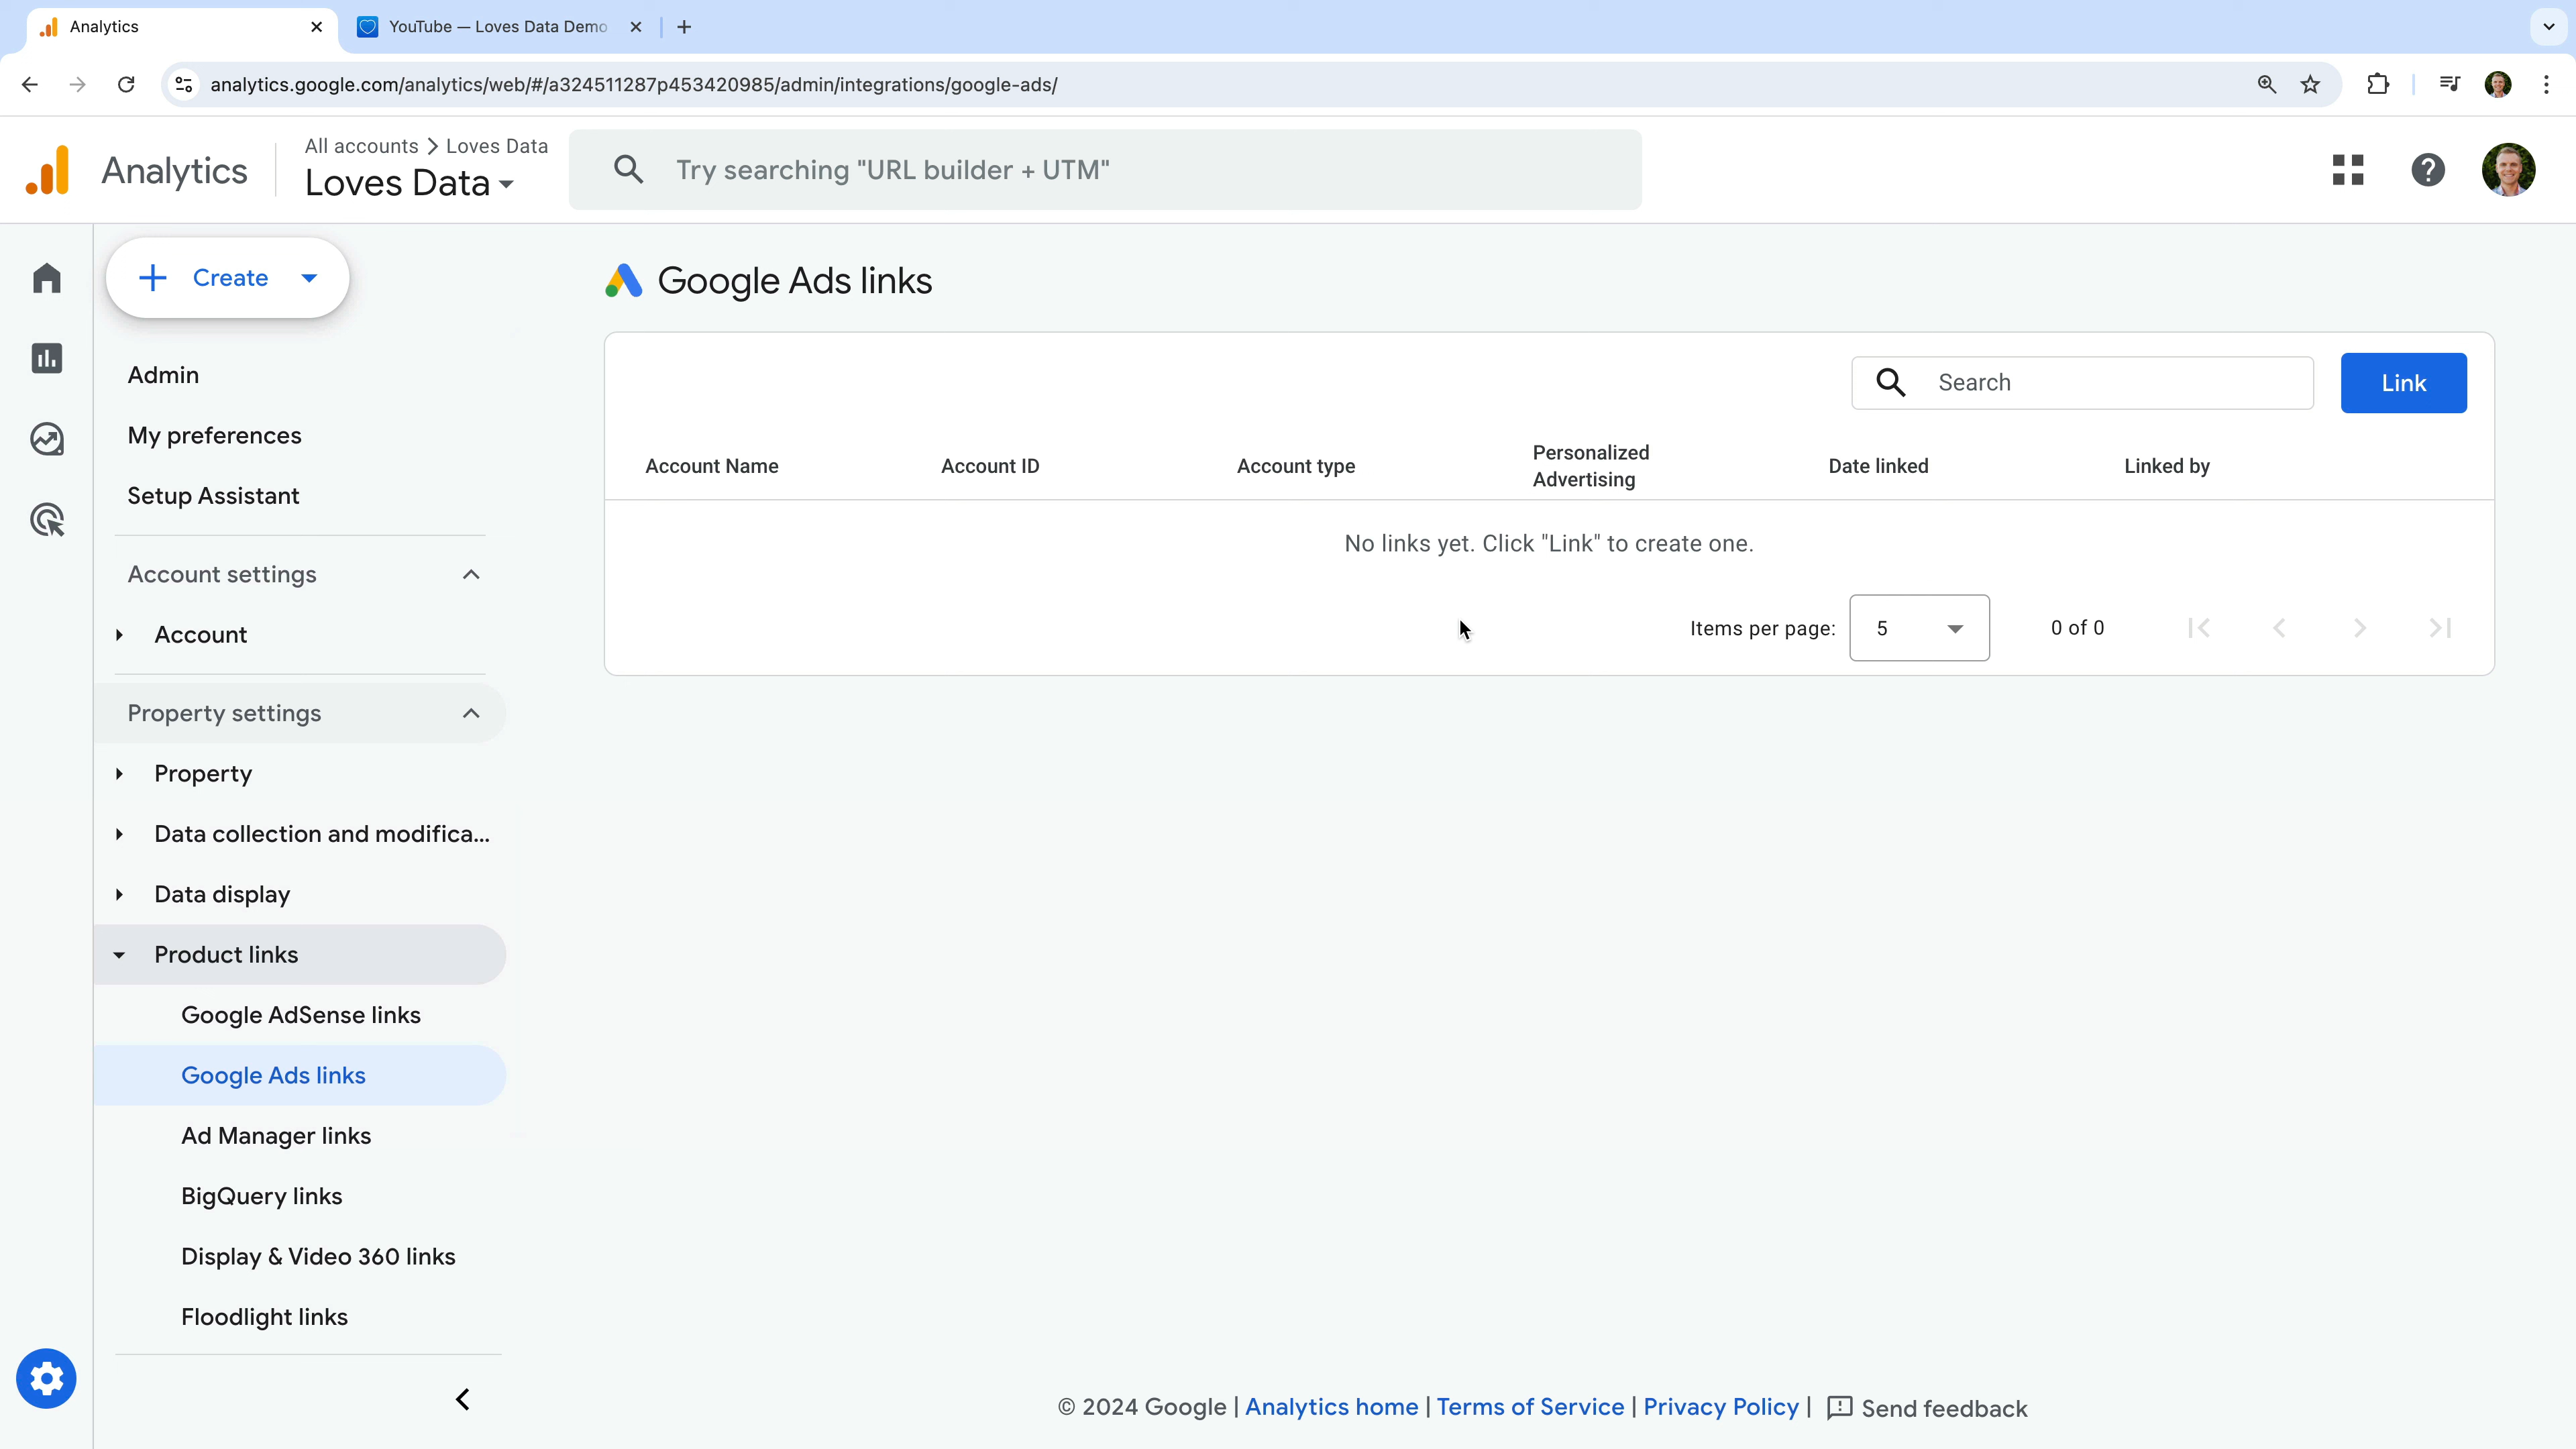 Analytics
YouTube — Loves Data Demo
analytics.google.com/analytics/web/#/a324511287p453420985/admin/integrations/google-ads/
Analytics
All accounts > Loves Data
Loves Data
Try searching "URL builder + UTM"
Create
Admin
My preferences
Setup Assistant
Account settings
Account
Property settings
Property
Data collection and modifica...
Data display
Product links
Google AdSense links
Google Ads links
Ad Manager links
BigQuery links
Display & Video 360 links
Floodlight links
Google Ads links
Search
Link
Account Name
Account ID
Account type
Personalized
Advertising
Date linked
Linked by
No links yet. Click "Link" to create one.
Items per page: 5 0 of 0
© 2024 Google | Analytics home | Terms of Service | Privacy Policy | Send feedback